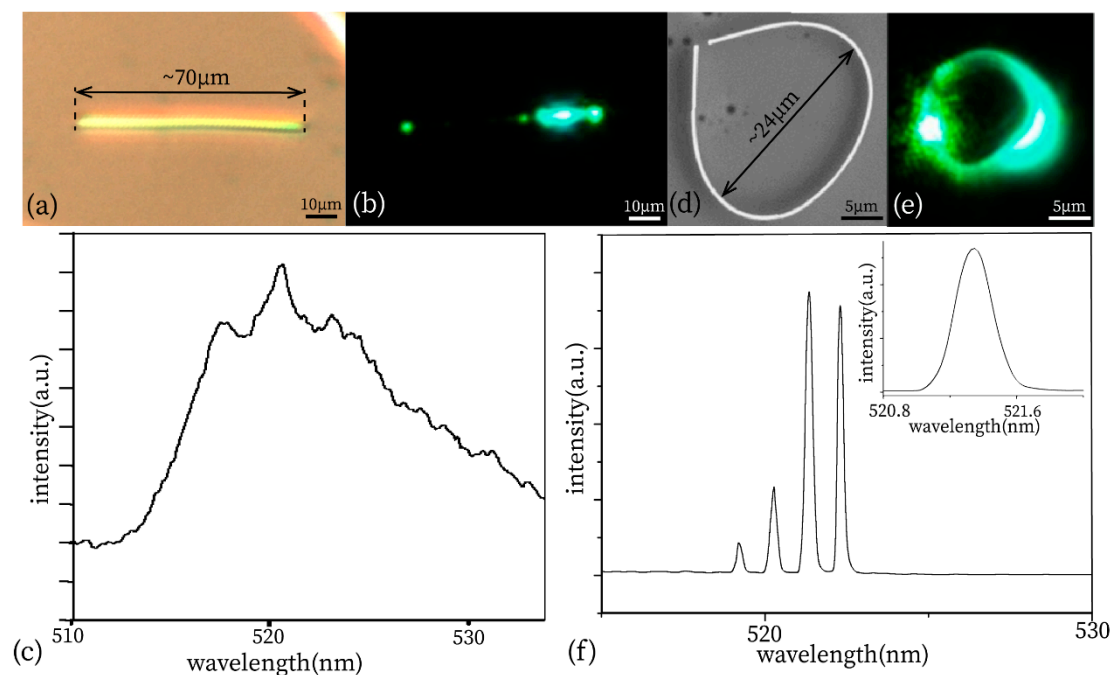 ~70μm
(a)
10μm
(b)
10μm
~24μm
(d)
5μm
(e)
5μm
intensity(a.u.)
510
520
530
(c)
wavelength(nm)
intensity(a.u.)
520
530
(f)
wavelength(nm)
intensity(a.u.)
520.8
521.6
wavelength(nm)